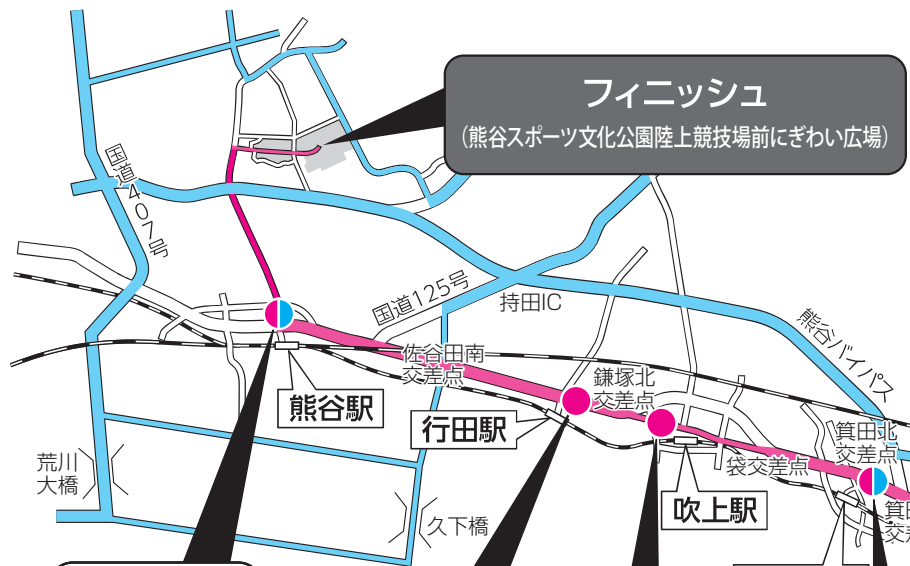 フィニッシュ
(熊谷スポーツ文化公園陸上競技場前にぎわい広場)
国道407号
国道125号
持田IC
熊谷バイパス
佐谷田南
交差点
鎌塚北
交差点
熊谷駅
行田駅
箕田北
交差点
袋交差点
荒川
大橋
吹上駅
久下橋
箕田
交差